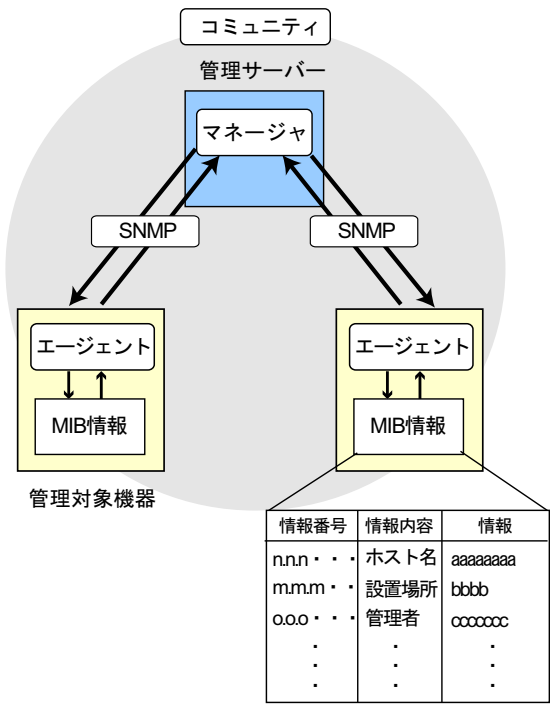 コミュニティ
管理サーバー
マネージャ
SNMP
SNMP
エージェント
エージェント
MIB情報
MIB情報
管理対象機器
情報番号 情報内容 情報
n.n.n・・・ ホスト名 aaaaaaaa
m.m.m・・ 設置場所 bbbb
o.o.o・・・ 管理者 ccccccc
・ ・ ・
・ ・ ・
・ ・ ・